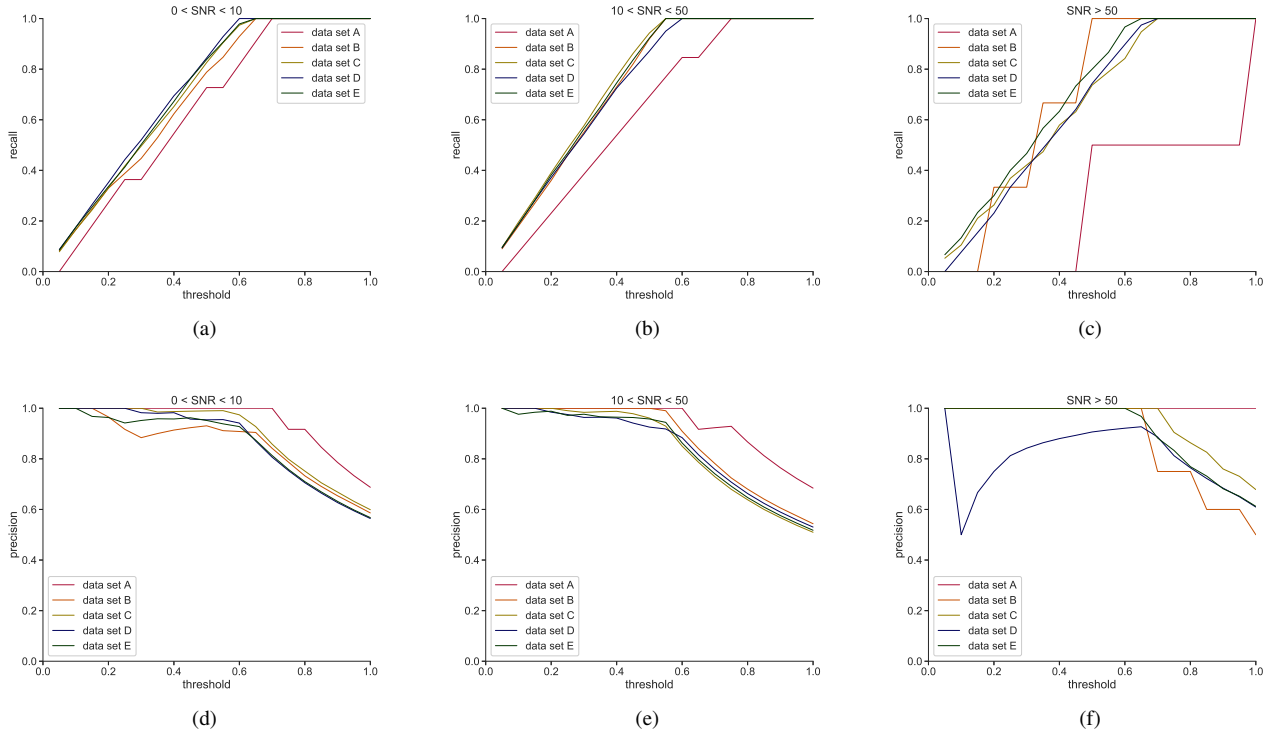 0 < SNR < 10
1.0
0.8
0.6
0.4
0.2
0.0
recall
data set A
data set B
data set C
data set D
data set E
0.0 0.2 0.4 0.6 0.8 1.0
threshold
(a)
10 < SNR < 50
1.0
0.8
0.6
0.4
0.2
0.0
recall
data set A
data set B
data set C
data set D
data set E
0.0 0.2 0.4 0.6 0.8 1.0
threshold
(b)
SNR > 50
1.0
0.8
0.6
0.4
0.2
0.0
recall
data set A
data set B
data set C
data set D
data set E
0.0 0.2 0.4 0.6 0.8 1.0
threshold
(c)
0 < SNR < 10
1.0
0.8
0.6
0.4
0.2
0.0
precision
data set A
data set B
data set C
data set D
data set E
0.0 0.2 0.4 0.6 0.8 1.0
threshold
(d)
10 < SNR < 50
1.0
0.8
0.6
0.4
0.2
0.0
precision
data set A
data set B
data set C
data set D
data set E
0.0 0.2 0.4 0.6 0.8 1.0
threshold
(e)
SNR > 50
1.0
0.8
0.6
0.4
0.2
0.0
precision
data set A
data set B
data set C
data set D
data set E
0.0 0.2 0.4 0.6 0.8 1.0
threshold
(f)